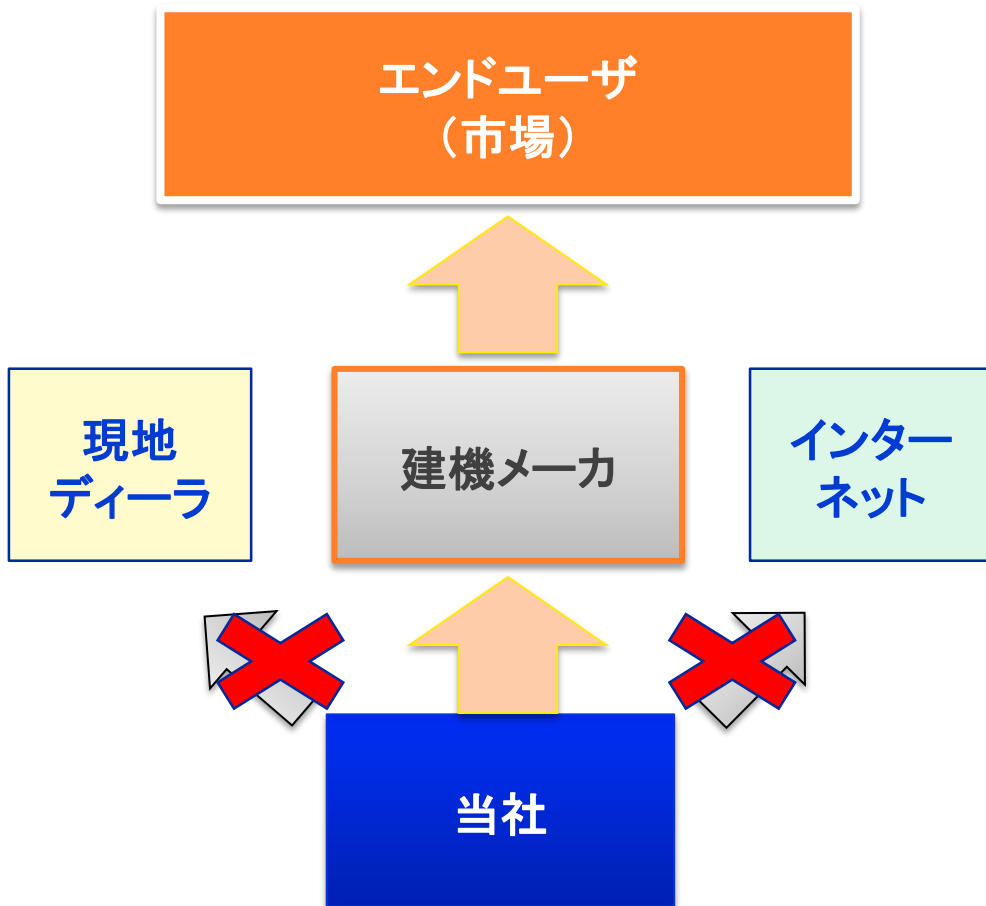 エンドユーザ
（市場）
現地
ディーラ
建機メーカ
インター
ネット
当社